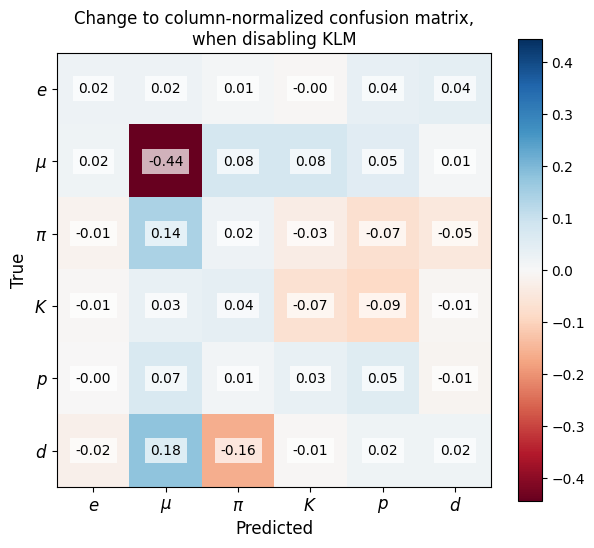 Change to column-normalized confusion matrix,
when disabling KLM
e 0.02 0.02 0.01 -0.00 0.04 0.04
μ 0.02 -0.44 0.08 0.08 0.05 0.01
π -0.01 0.14 0.02 -0.03 -0.07 -0.05
K -0.01 0.03 0.04 -0.07 -0.09 -0.01
p -0.00 0.07 0.01 0.03 0.05 -0.01
d -0.02 0.18 -0.16 -0.01 0.02 0.02
e μ π K p d
Predicted
True
0.4
0.3
0.2
0.1
0.0
−0.1
−0.2
−0.3
−0.4